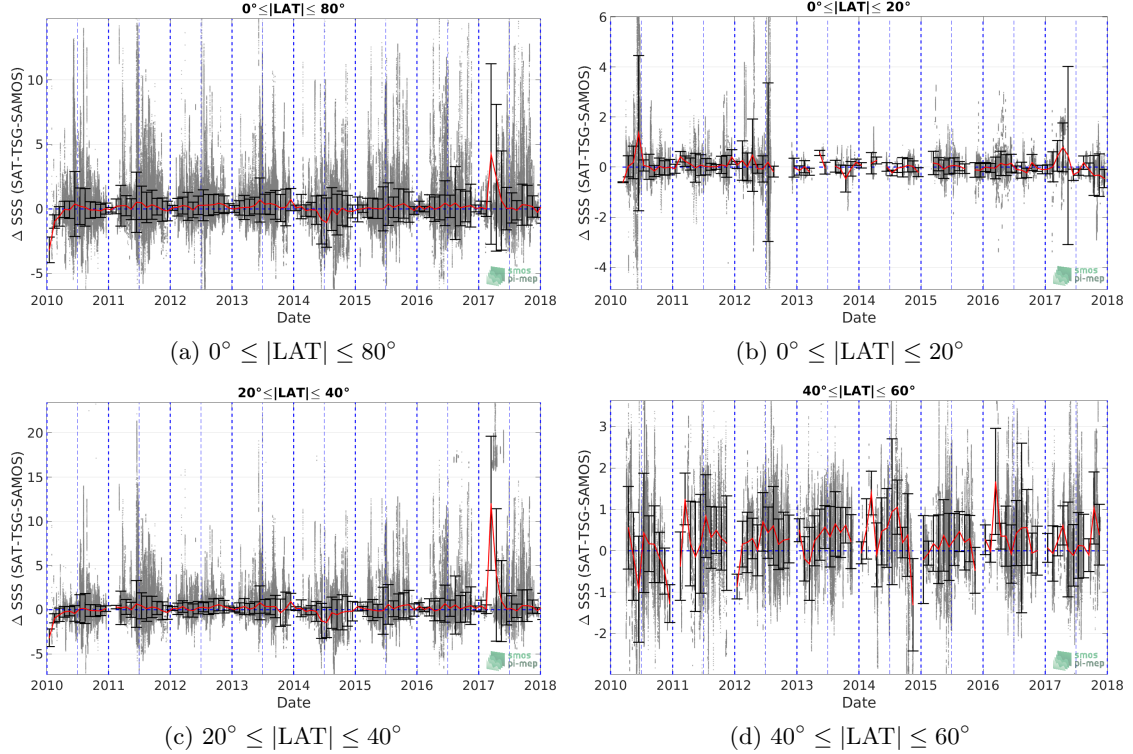 0°≤|LAT|≤ 80°
Δ SSS (SAT-TSG-SAMOS)
10
5
0
-5
2010 2011 2012 2013 2014 2015 2016 2017 2018
Date
smos
pi-mep
(a) 0° ≤ |LAT| ≤ 80°
0°≤|LAT|≤ 20°
Δ SSS (SAT-TSG-SAMOS)
6
4
2
0
-2
-4
2010 2011 2012 2013 2014 2015 2016 2017 2018
Date
smos
pi-mep
(b) 0° ≤ |LAT| ≤ 20°
20°≤|LAT|≤ 40°
Δ SSS (SAT-TSG-SAMOS)
20
15
10
5
0
-5
2010 2011 2012 2013 2014 2015 2016 2017 2018
Date
smos
pi-mep
(c) 20° ≤ |LAT| ≤ 40°
40°≤|LAT|≤ 60°
Δ SSS (SAT-TSG-SAMOS)
3
2
1
0
-1
-2
2010 2011 2012 2013 2014 2015 2016 2017 2018
Date
smos
pi-mep
(d) 40° ≤ |LAT| ≤ 60°